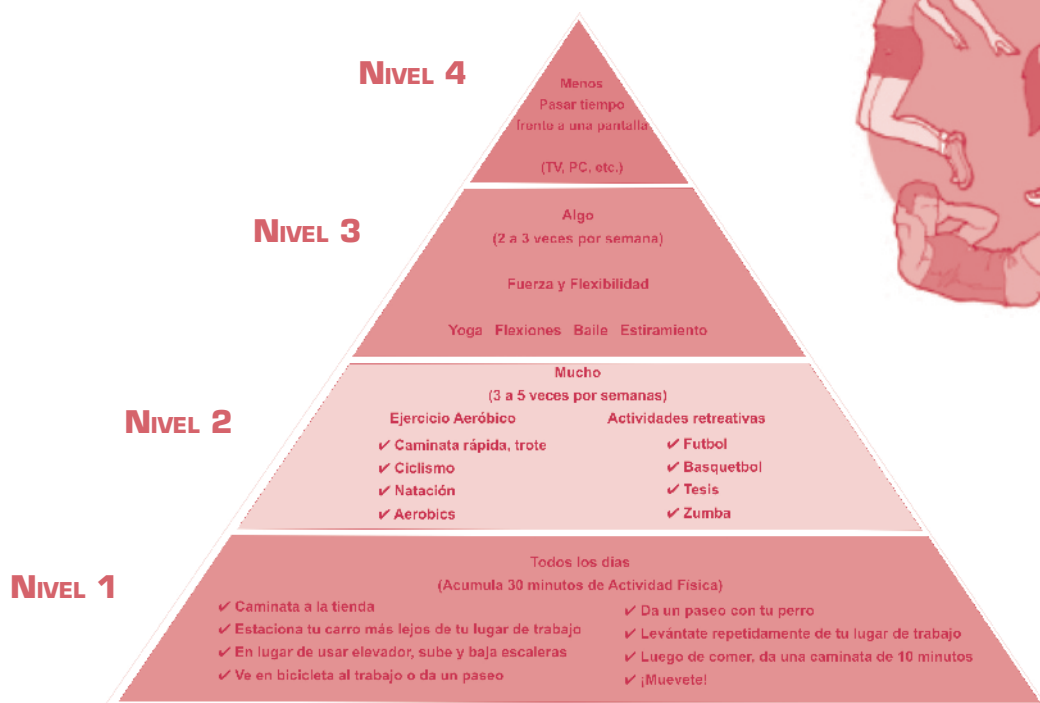 NIVEL 4
Menos
Pasar tiempo
frente a una pantalla
(TV, PC, etc.)
NIVEL 3
Algo
(2 a 3 veces por semana)
Fuerza y Flexibilidad
Yoga Flexiones Baile Estiramiento
NIVEL 2
Mucho
(3 a 5 veces por semanas)
Ejercicio Aeróbico
✔ Caminata rápida, trote
✔ Ciclismo
✔ Natación
✔ Aerobics
Actividades retreativas
✔ Futbol
✔ Basquetbol
✔ Tesis
✔ Zumba
NIVEL 1
Todos los días
(Acumula 30 minutos de Actividad Física)
✔ Caminata a la tienda
✔ Estaciona tu carro más lejos de tu lugar de trabajo
✔ En lugar de usar elevador, sube y baja escaleras
✔ Ve en bicicleta al trabajo o da un paseo
✔ Da un paseo con tu perro
✔ Levántate repetidamente de tu lugar de trabajo
✔ Luego de comer, da una caminata de 10 minutos
✔ ¡Muevete!